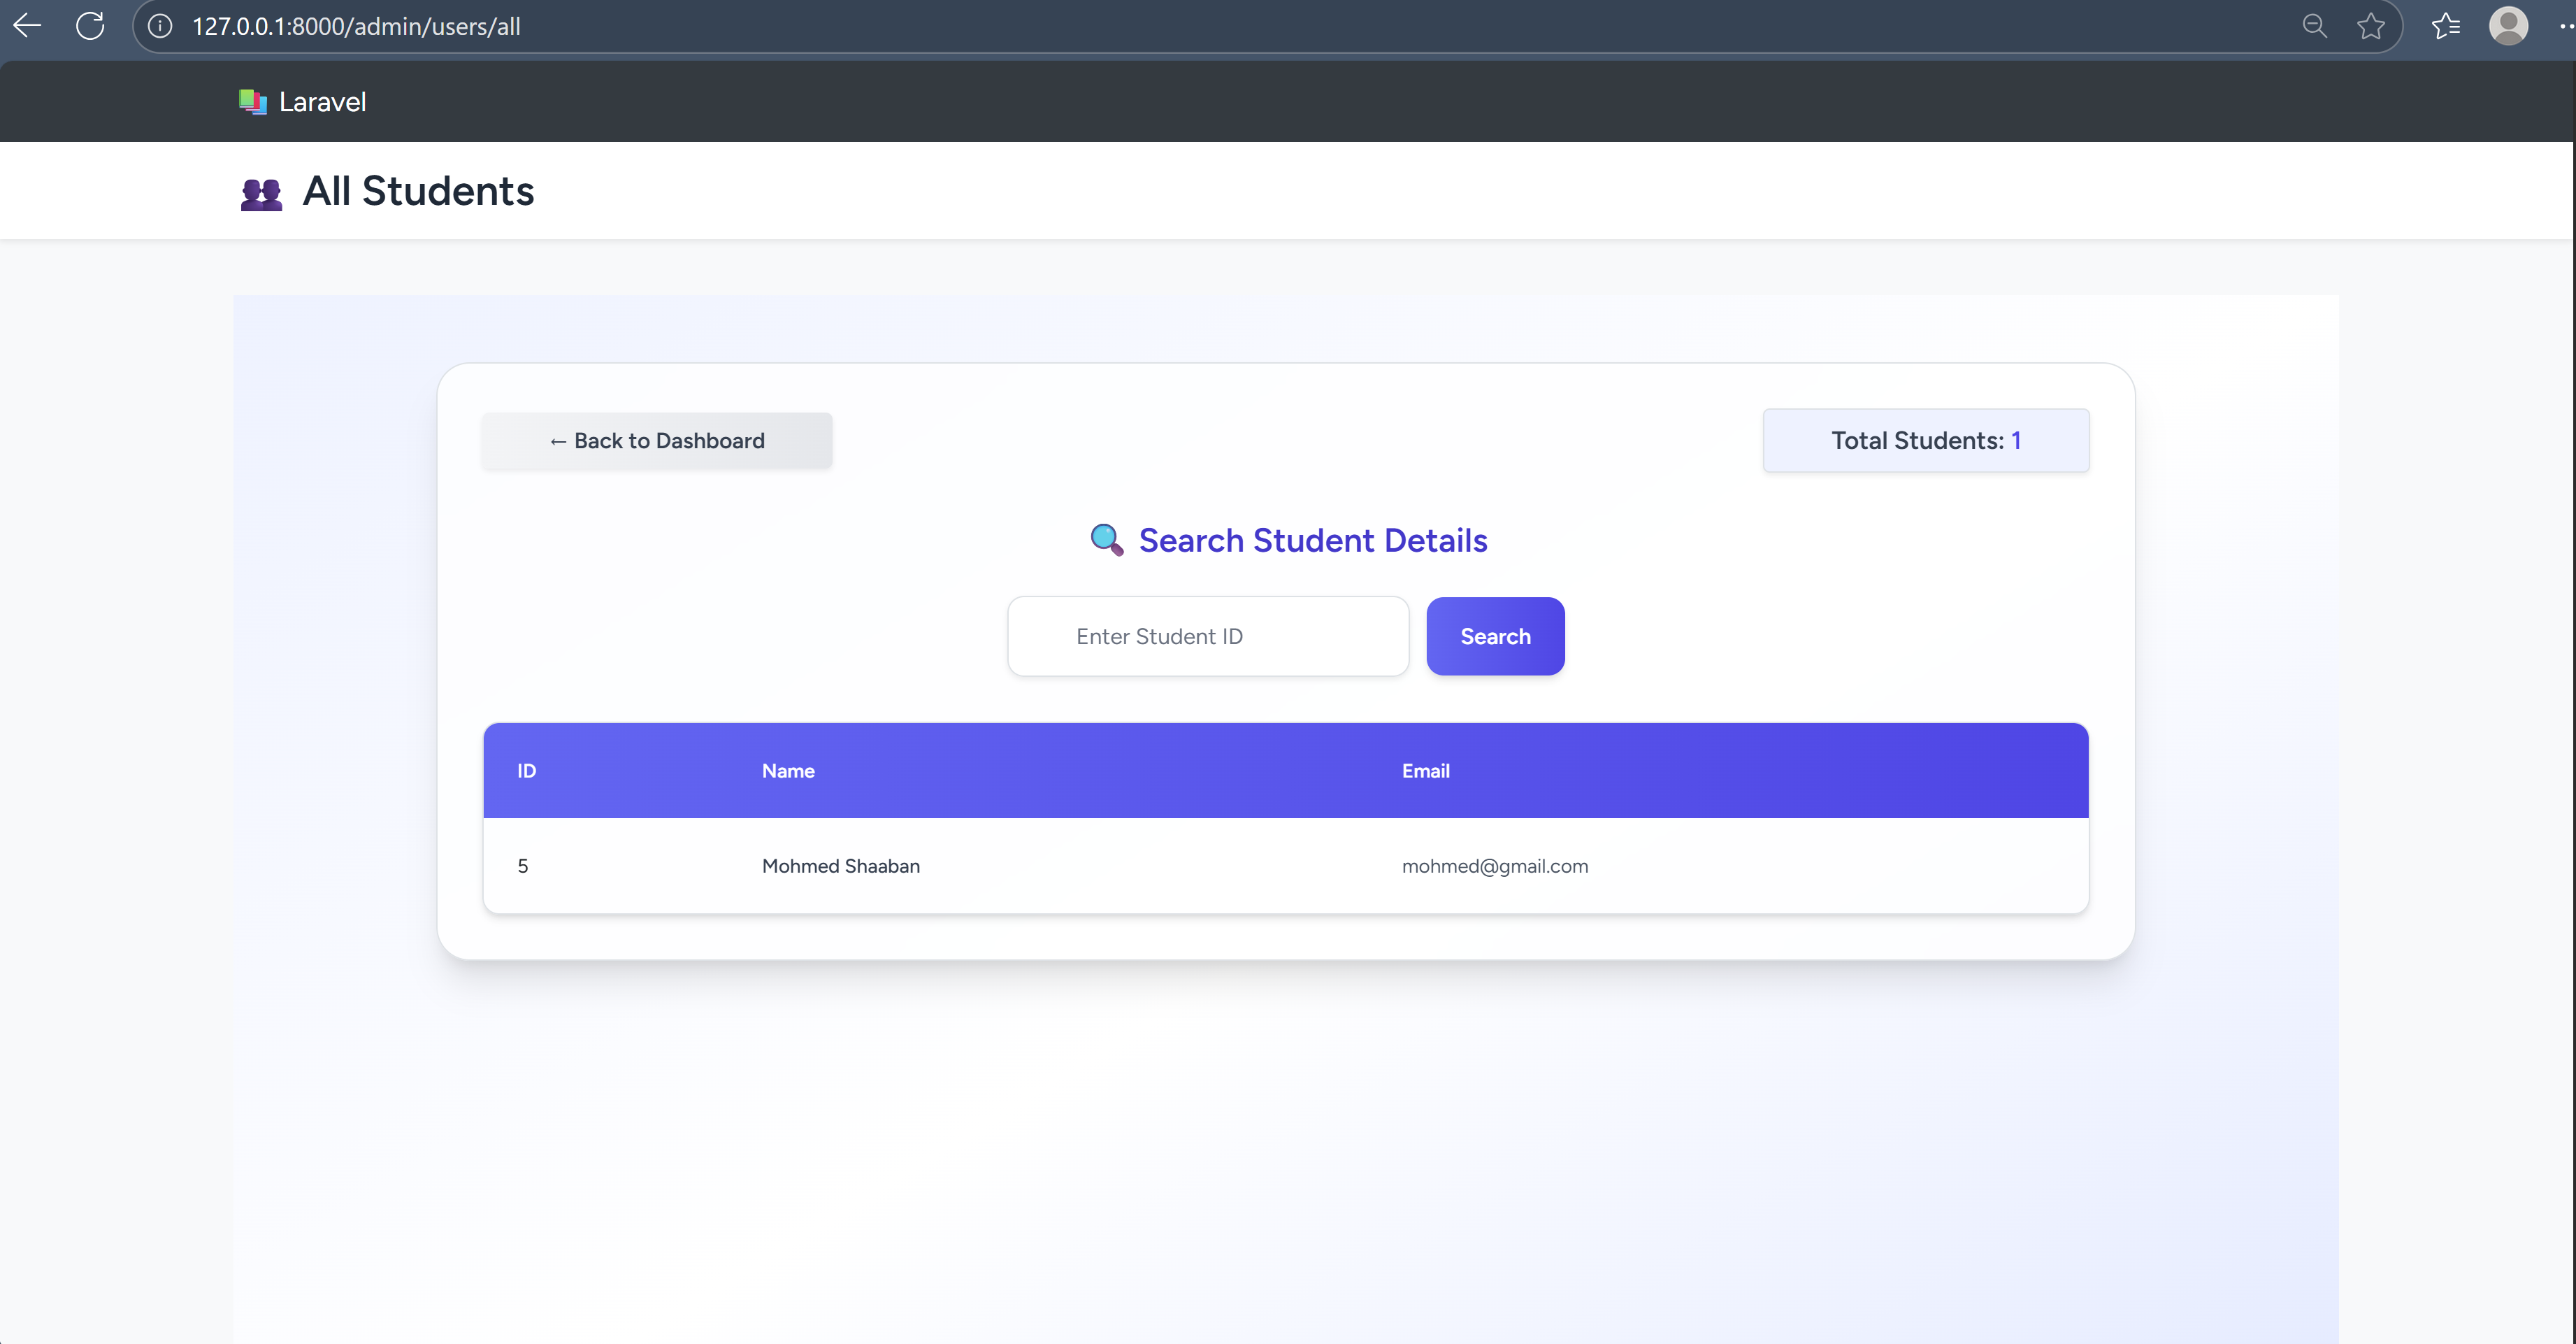 127.0.0.1:8000/admin/users/all
Laravel
All Students
← Back to Dashboard
Total Students: 1
Search Student Details
Enter Student ID
Search
ID Name Email
5 Mohmed Shaaban mohmed@gmail.com